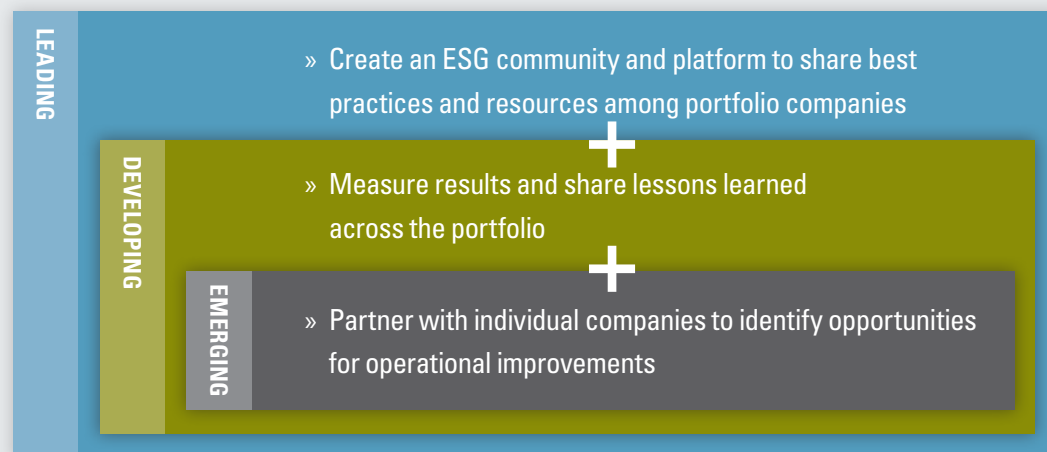 LEADING
» Create an ESG community and platform to share best
practices and resources among portfolio companies
+
DEVELOPING
» Measure results and share lessons learned
across the portfolio
+
EMERGING
» Partner with individual companies to identify opportunities
for operational improvements